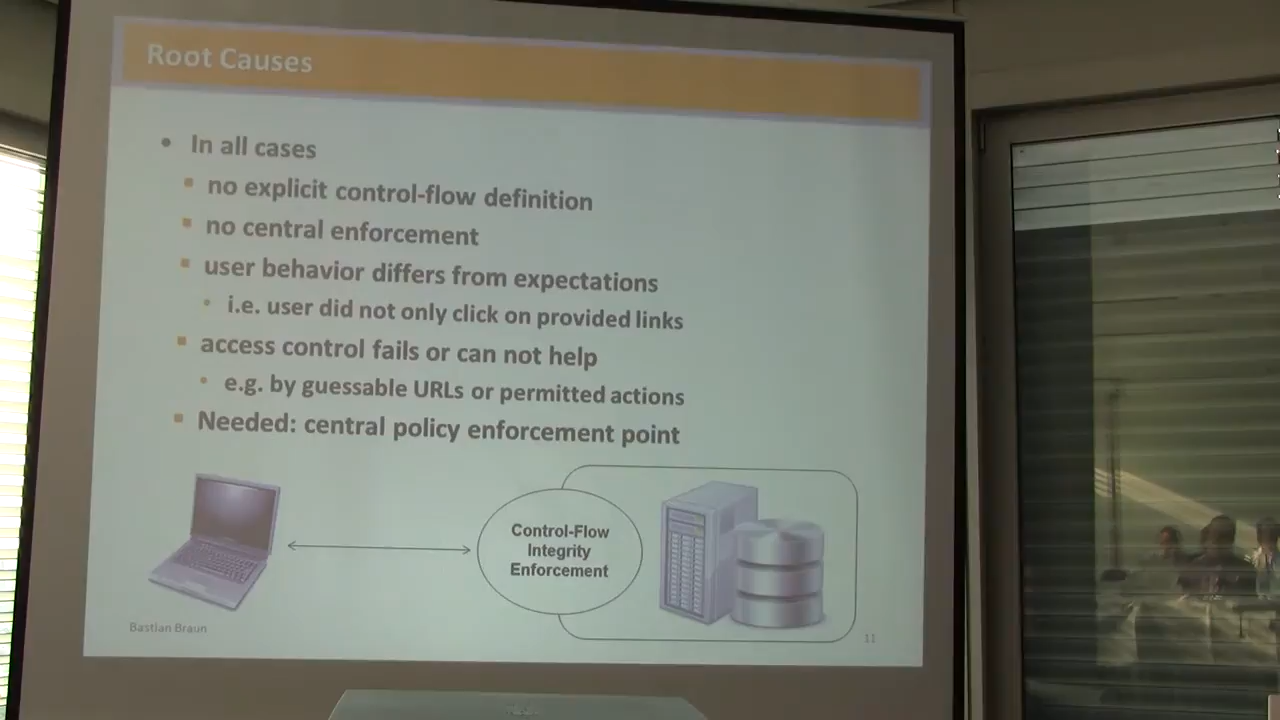 Root Causes
• In all cases
▪ no explicit control-flow definition
▪ no central enforcement
▪ user behavior differs from expectations
• i.e. user did not only click on provided links
▪ access control fails or can not help
• e.g. by guessable URLs or permitted actions
▪ Needed: central policy enforcement point
Control-Flow
Integrity
Enforcement
Bastian Braun
11